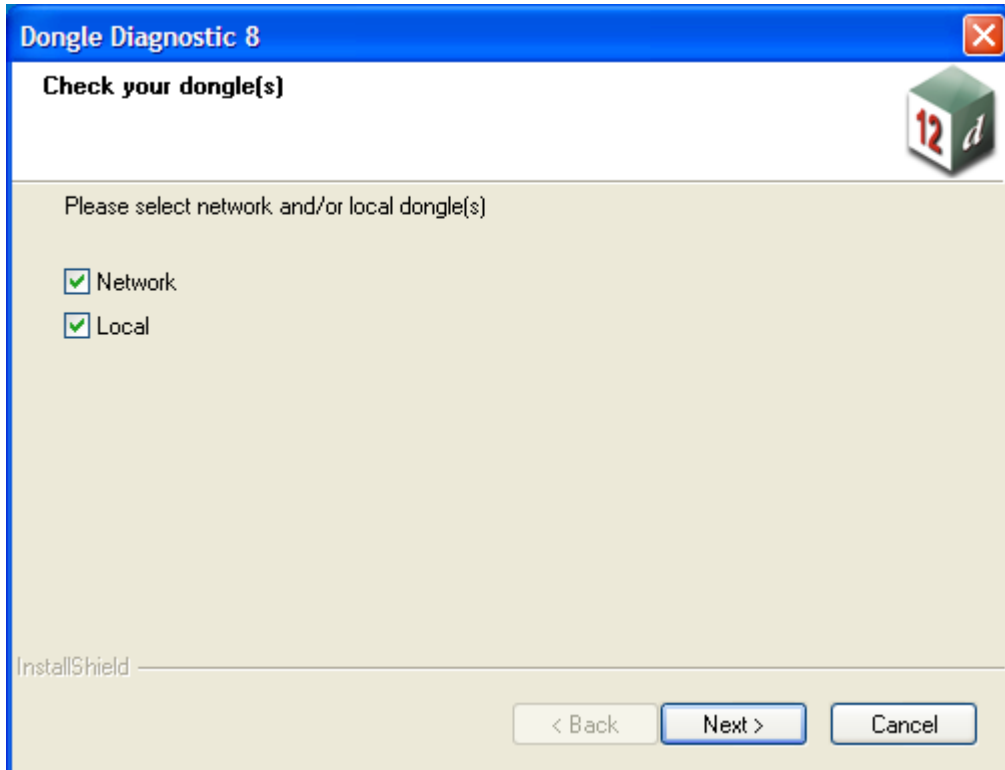 Dongle Diagnostic 8
Check your dongle(s)
12 d
Please select network and/or local dongle(s)
Network
Local
InstallShield
< Back Next > Cancel